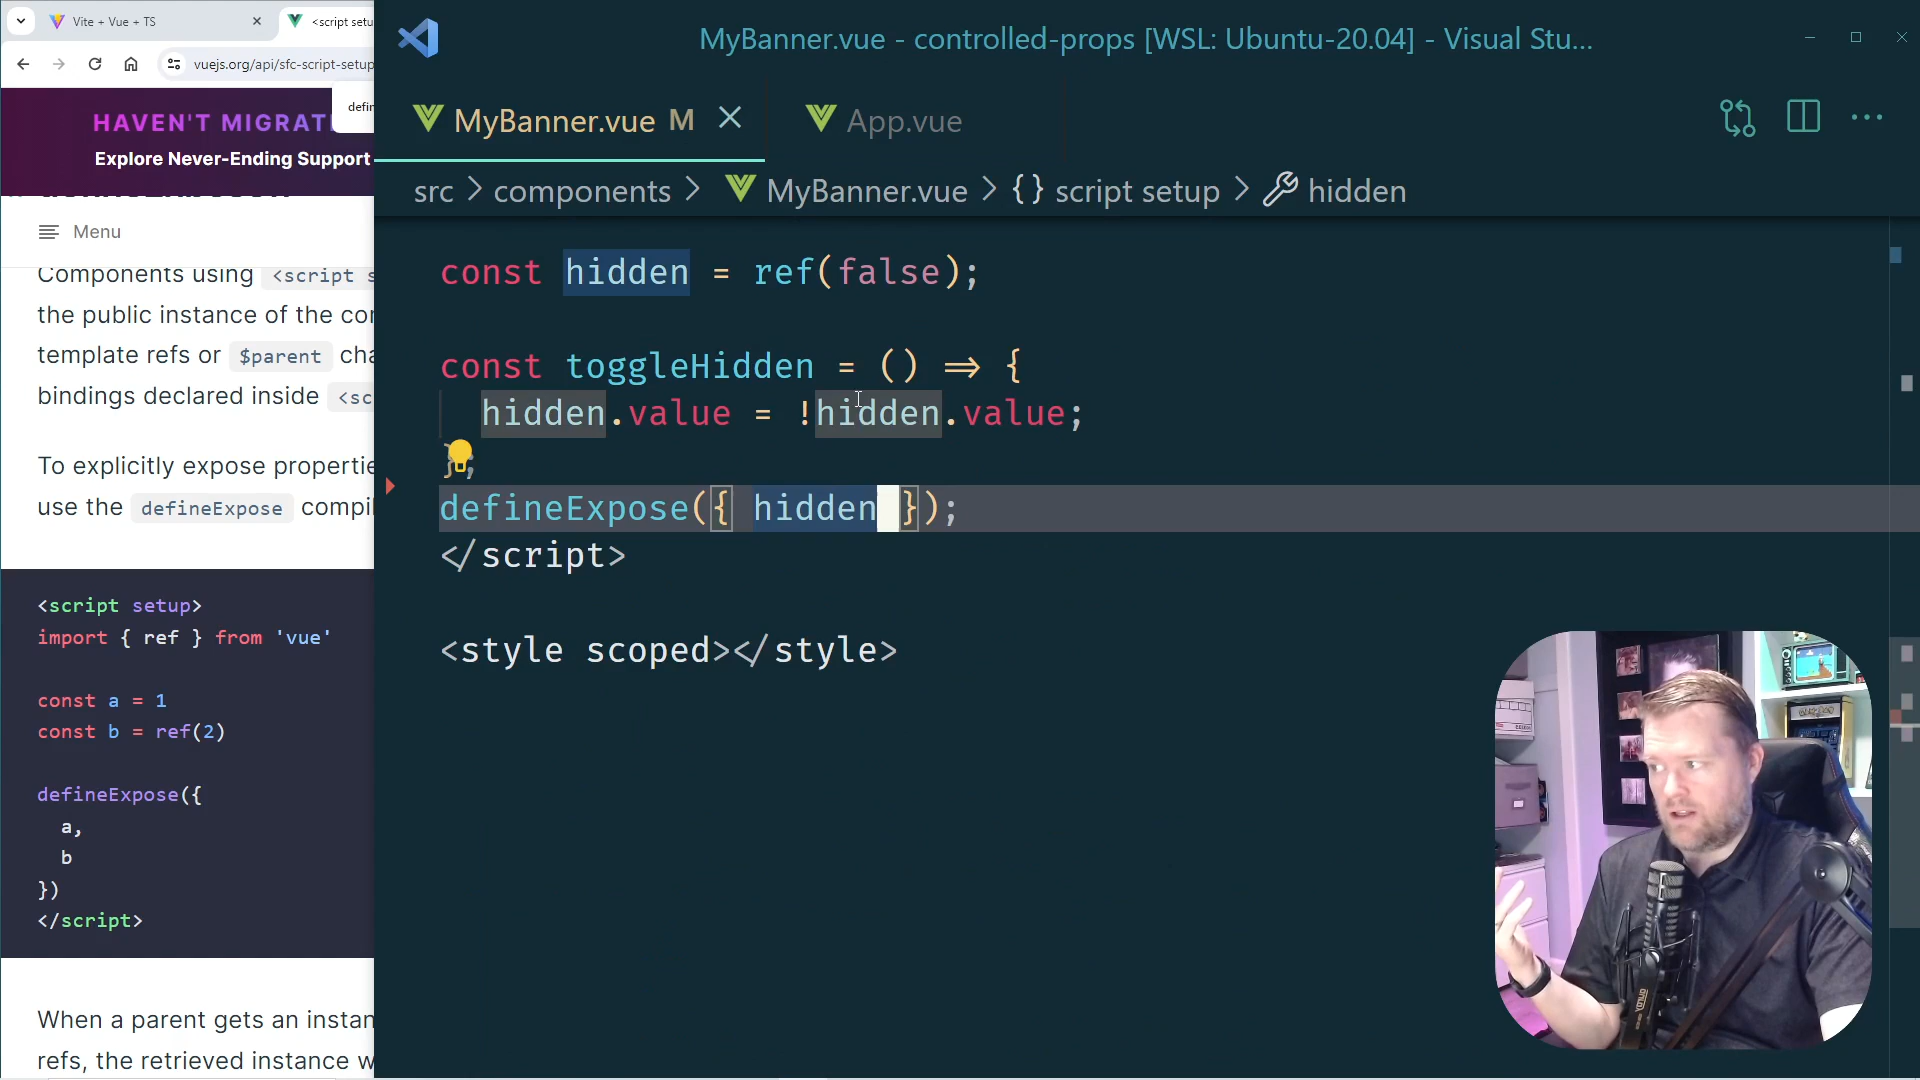 Vite + Vue + TS
<script setu
vuejs.org/api/sfc-script-setup
defin
HAVEN'T MIGRATI
Explore Never-Ending Support
Menu
Components using <script s
the public instance of the cor
template refs or $parent cha
bindings declared inside <sc
To explicitly expose propertie
use the defineExpose compil
<script setup>
import { ref } from 'vue'
const a = 1
const b = ref(2)
defineExpose({
a,
b
})
</script>
When a parent gets an instan
refs, the retrieved instance w
MyBanner.vue - controlled-props [WSL: Ubuntu-20.04] - Visual Stu...
MyBanner.vue M
App.vue
src > components > MyBanner.vue > {} script setup > hidden
const hidden = ref(false);
const toggleHidden = () => {
hidden.value = !hidden.value;
};
defineExpose({ hidden });
</script>
<style scoped></style>